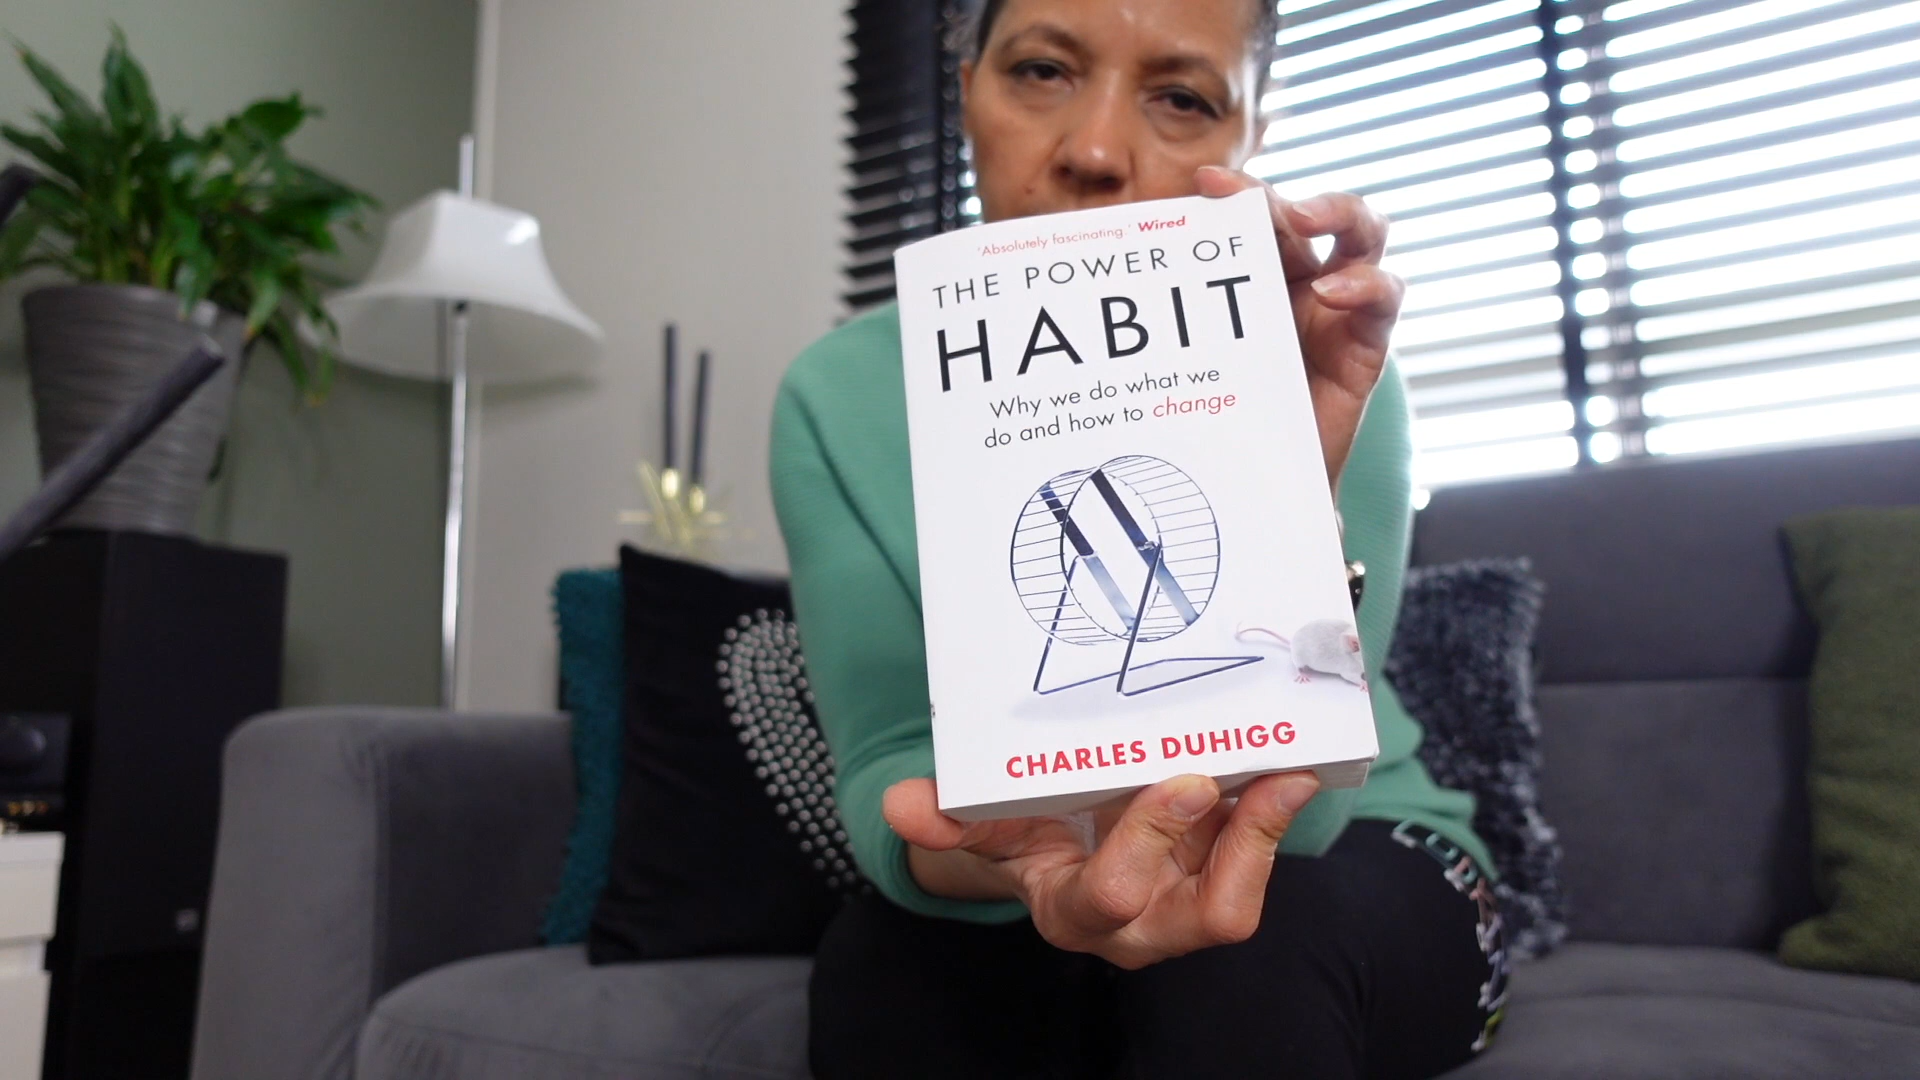 'Absolutely fascinating.' Wired
THE POWER OF
HABIT
Why we do what we
do and how to change
CHARLES DUHIGG